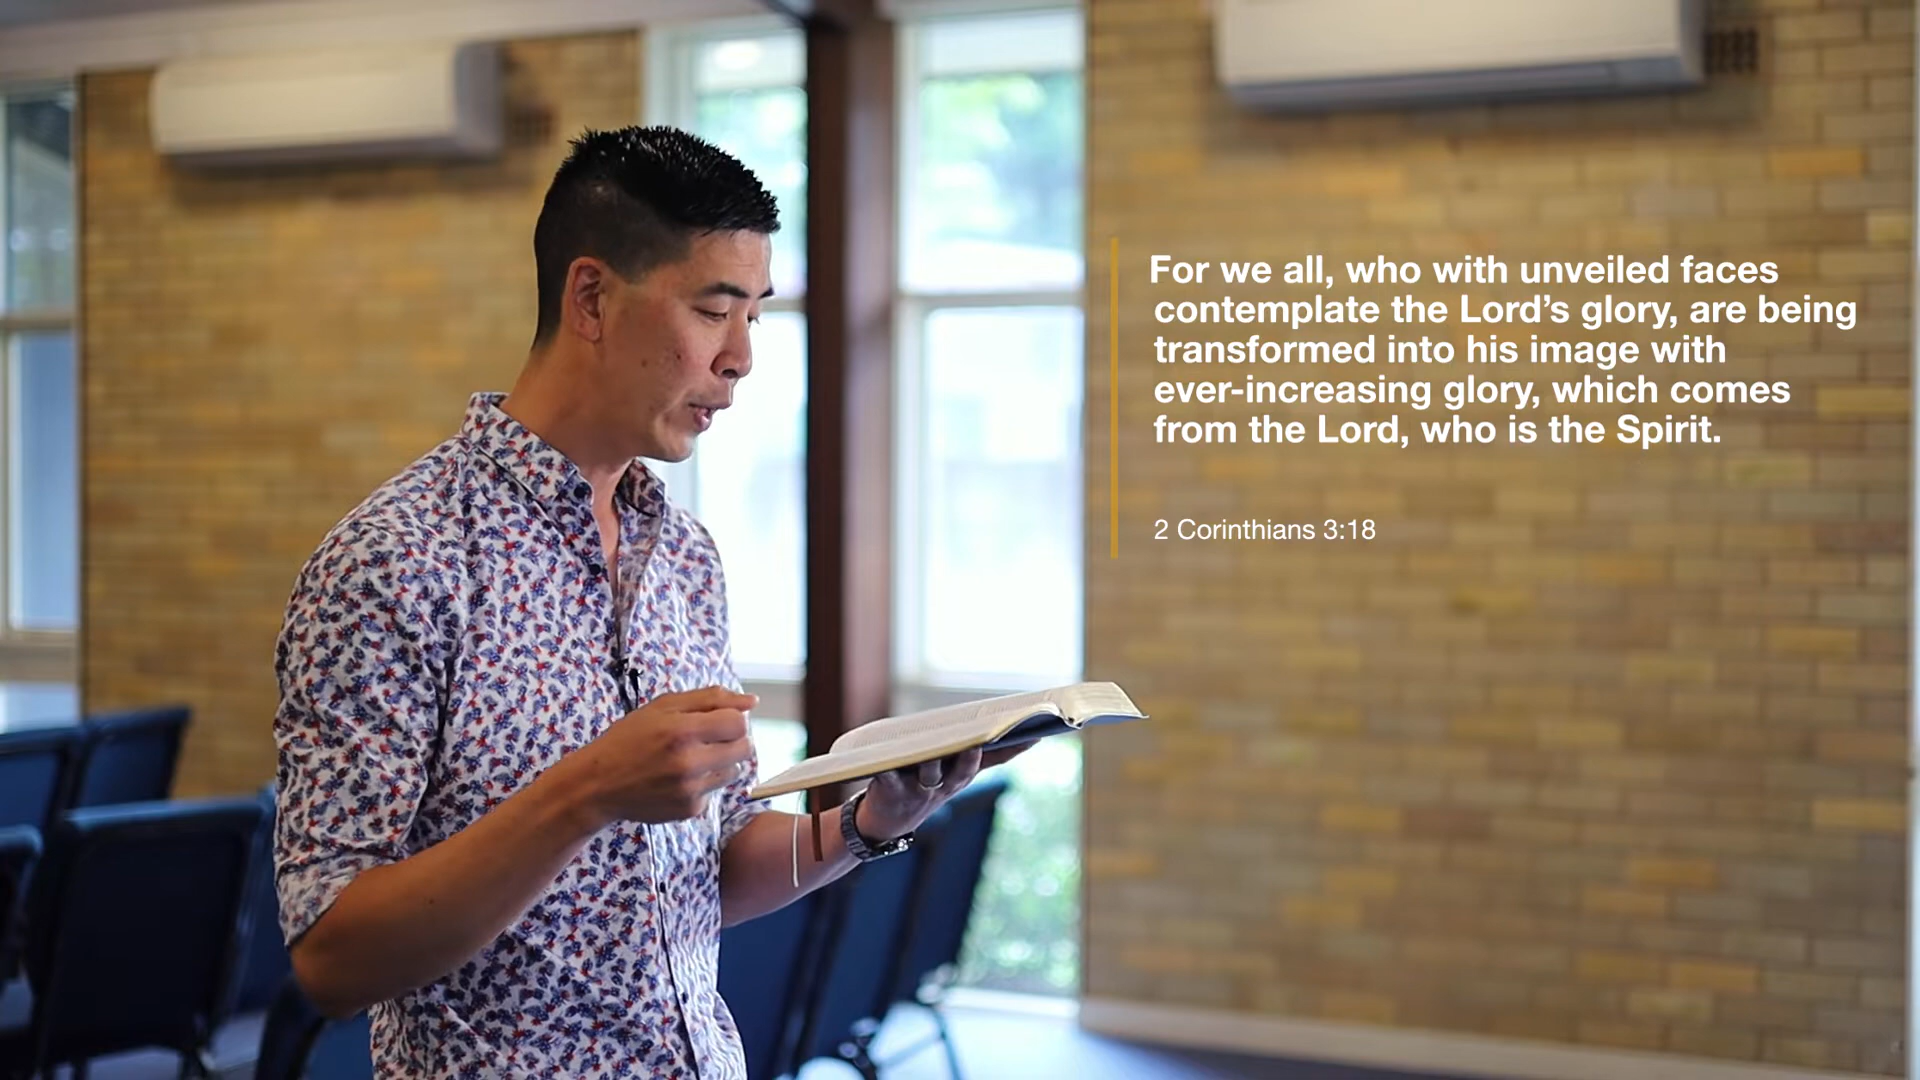 For we all, who with unveiled faces
contemplate the Lord’s glory, are being
transformed into his image with
ever-increasing glory, which comes
from the Lord, who is the Spirit.
2 Corinthians 3:18